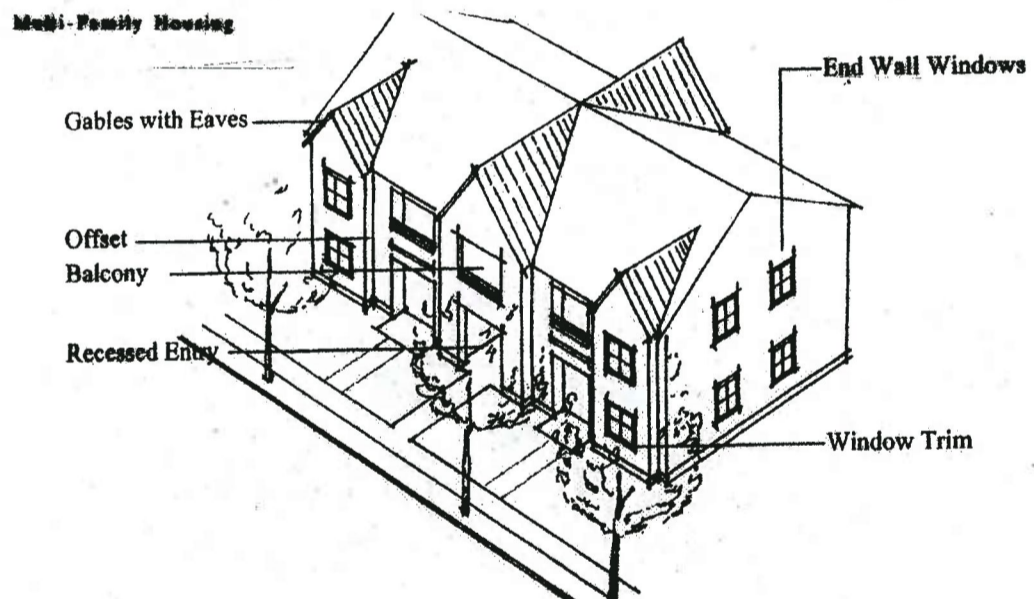 Multi-Family Housing
End Wall Windows
Gables with Eaves
Offset
Balcony
Recessed Entry
Window Trim